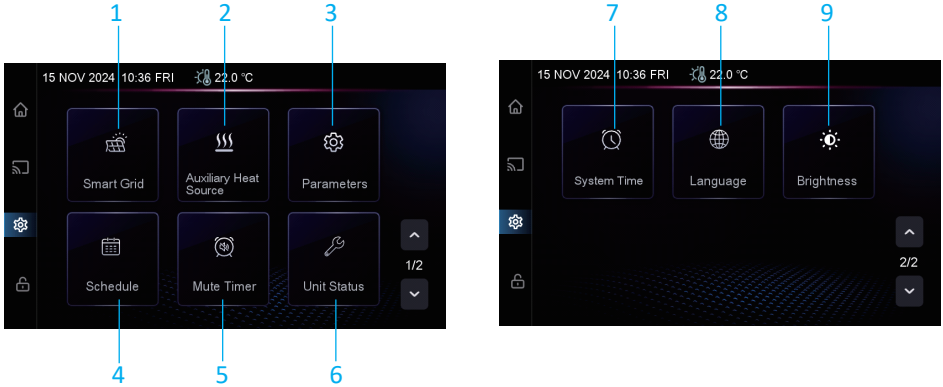 1 2 3
15 NOV 2024 10:36 FRI 22.0 °C
Smart Grid
Auxiliary Heat
Source
Parameters
Schedule
Mute Timer
Unit Status
1/2
4 5 6
7 8 9
15 NOV 2024 10:36 FRI 22.0 °C
System Time
Language
Brightness
2/2